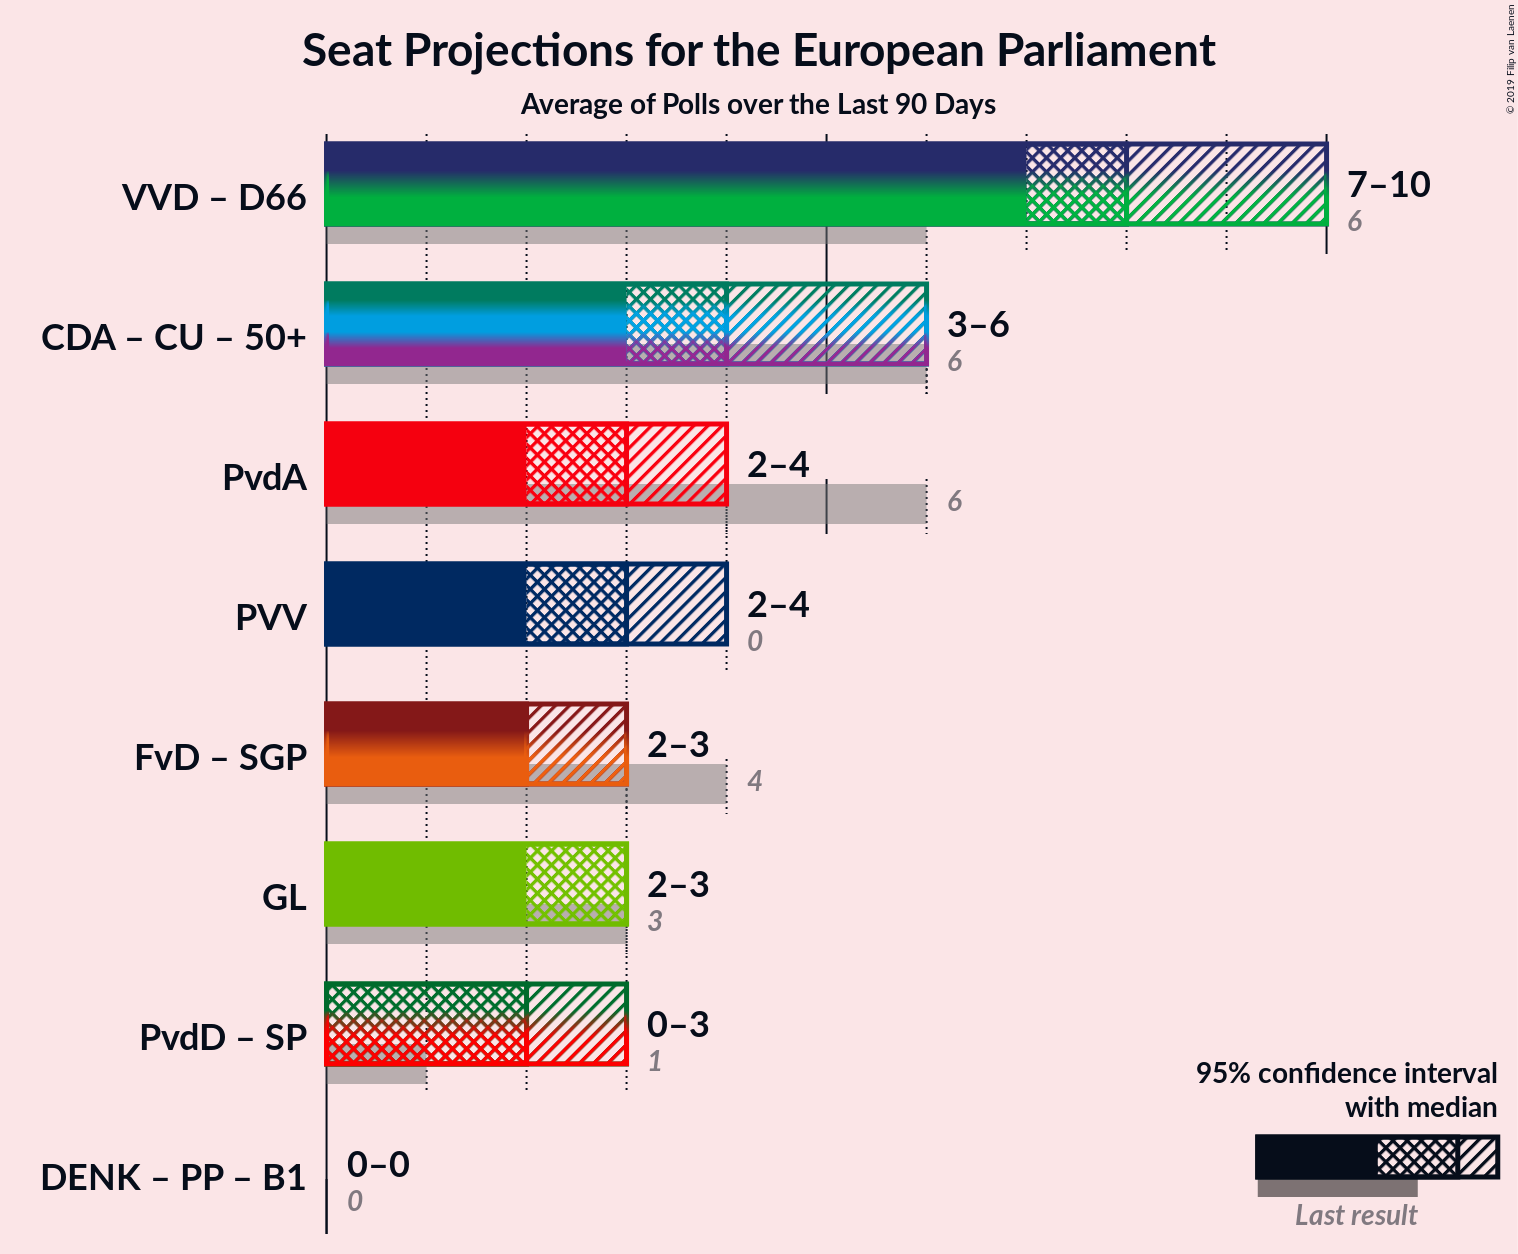 Seat Projections for the European Parliament
Average of Polls over the Last 90 Days
© 2019 Filip van Laenen
VVD – D66
7–10
6
CDA – CU – 50+
3–6
6
PvdA
2–4
6
PVV
2–4
0
FvD – SGP
2–3
4
GL
2–3
3
PvdD – SP
0–3
1
DENK – PP – B1
0–0
0
95% confidence interval
with median
Last result